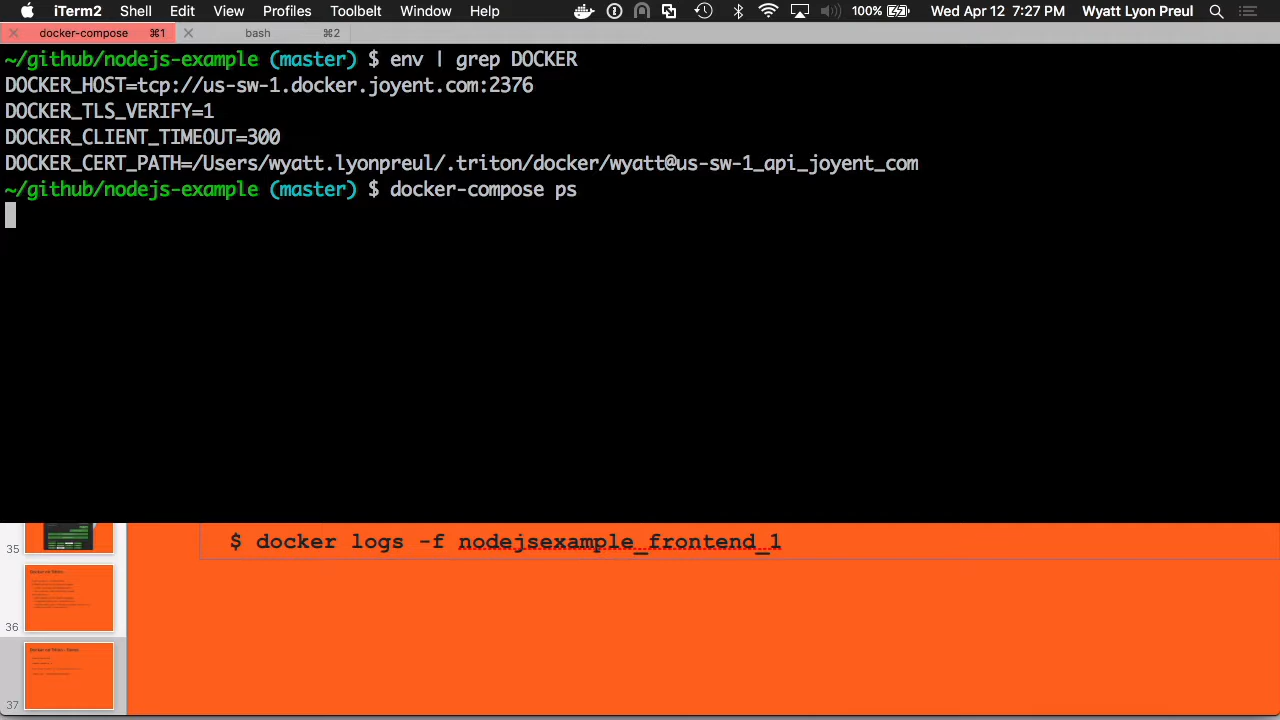 iTerm2 Shell Edit View Profiles Toolbelt Window Help 100% Wed Apr 12 7:27 PM Wyatt Lyon Preul
docker-compose ⌘1 bash ⌘2
~/github/nodejs-example (master) $ env | grep DOCKER
DOCKER_HOST=tcp://us-sw-1.docker.joyent.com:2376
DOCKER_TLS_VERIFY=1
DOCKER_CLIENT_TIMEOUT=300
DOCKER_CERT_PATH=/Users/wyatt.lyonpreul/.triton/docker/wyatt@us-sw-1_api_joyent_com
~/github/nodejs-example (master) $ docker-compose ps
$ docker logs -f nodejsexample_frontend_1
35
36
37